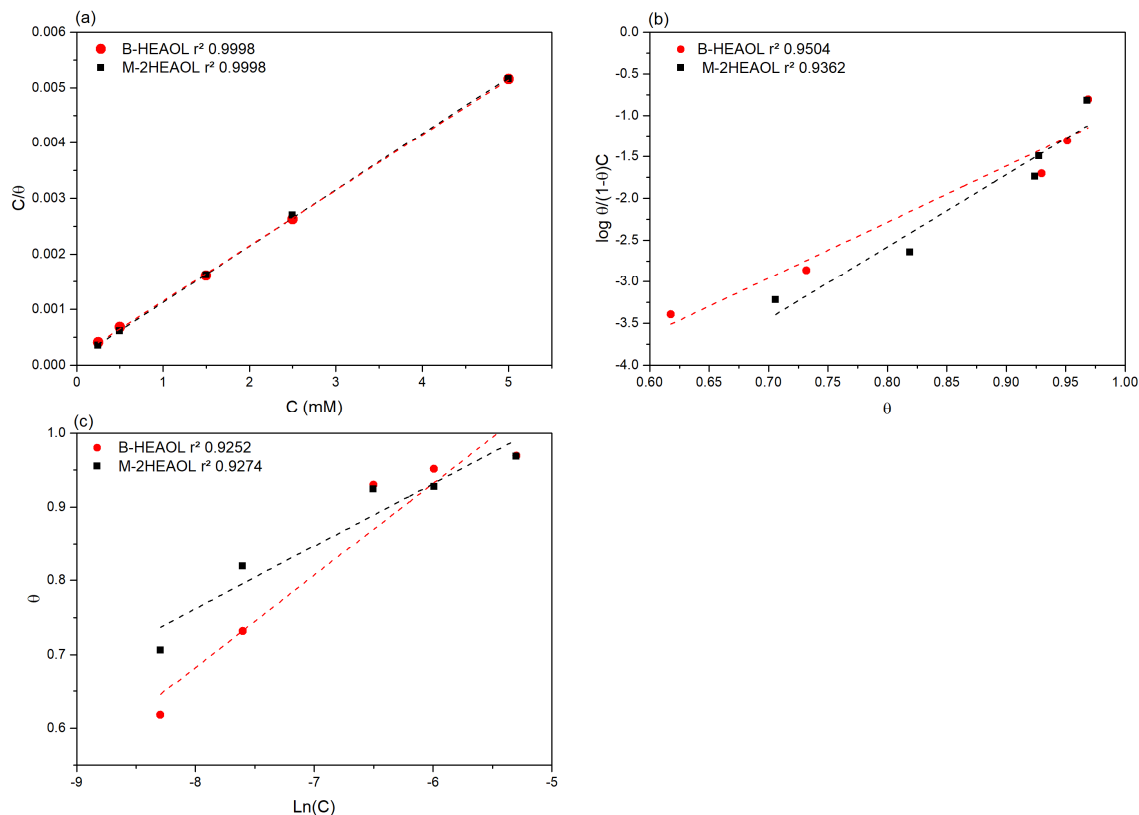 (a)
B-HEAOL r² 0.9998
M-2HEAOL r² 0.9998
0.006
0.005
0.004
0.003
0.002
0.001
0.000
C/θ
0 1 2 3 4 5
C (mM)
(b)
B-HEAOL r² 0.9504
M-2HEAOL r² 0.9362
0.0
-0.5
-1.0
-1.5
-2.0
-2.5
-3.0
-3.5
-4.0
log θ/(1-θ)C
0.60 0.65 0.70 0.75 0.80 0.85 0.90 0.95 1.00
θ
(c)
B-HEAOL r² 0.9252
M-2HEAOL r² 0.9274
1.0
0.9
0.8
0.7
0.6
θ
-9 -8 -7 -6 -5
Ln(C)